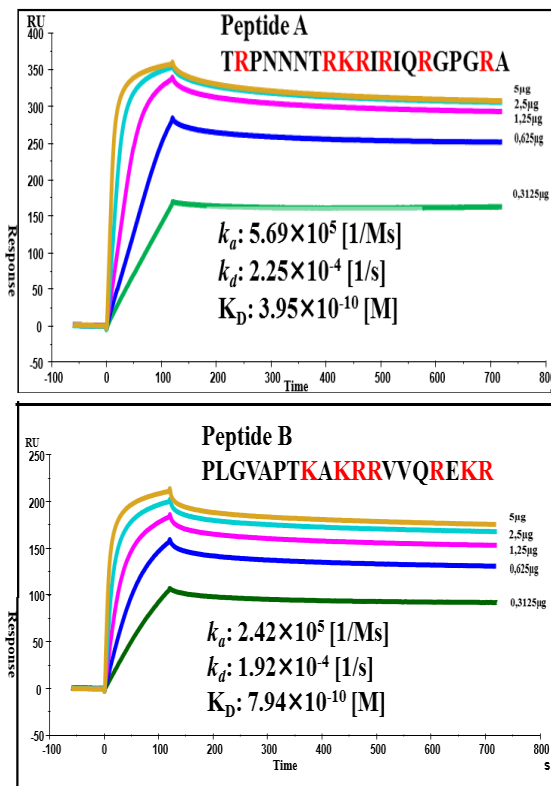 RU
Peptide A
TRPNNNTRKRIRIQRGPGRA
400
350
300
250
200
150
100
50
0
-50
Response
5µg
2,5µg
1,25µg
0,625µg
0,3125µg
ka: 5.69×10⁵ [1/Ms]
kd: 2.25×10⁻⁴ [1/s]
KD: 3.95×10⁻¹⁰ [M]
-100 0 100 200 300 400 500 600 700 800
Time
RU
Peptide B
PLGVAPTKAKRRVVQREKR
250
200
150
100
50
0
-50
Response
5µg
2,5µg
1,25µg
0,625µg
0,3125µg
ka: 2.42×10⁵ [1/Ms]
kd: 1.92×10⁻⁴ [1/s]
KD: 7.94×10⁻¹⁰ [M]
-100 0 100 200 300 400 500 600 700 800
Time s